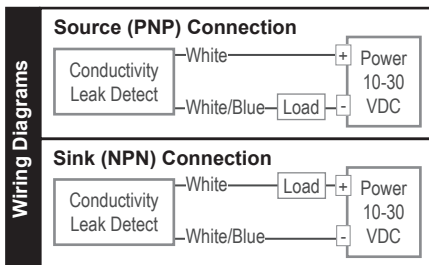 Wiring Diagrams
Source (PNP) Connection
Conductivity
Leak Detect
White
White/Blue
Load
+
-
Power
10-30
VDC
Sink (NPN) Connection
Conductivity
Leak Detect
White
Load
White/Blue
+
-
Power
10-30
VDC